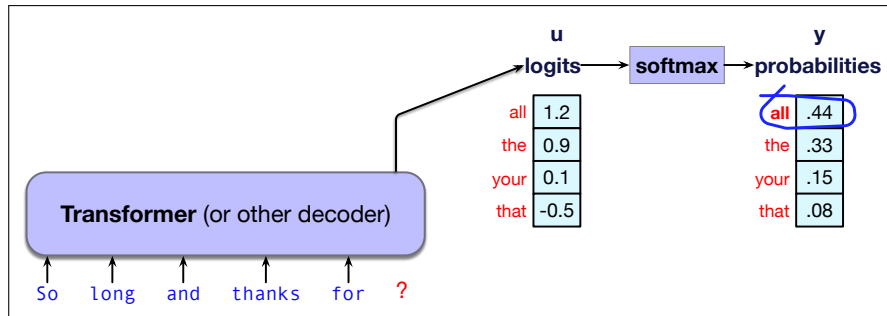 u
y
logits
softmax
probabilities
all 1.2
all .44
the 0.9
the .33
your 0.1
your .15
that -0.5
that .08
Transformer (or other decoder)
So long and thanks for ?